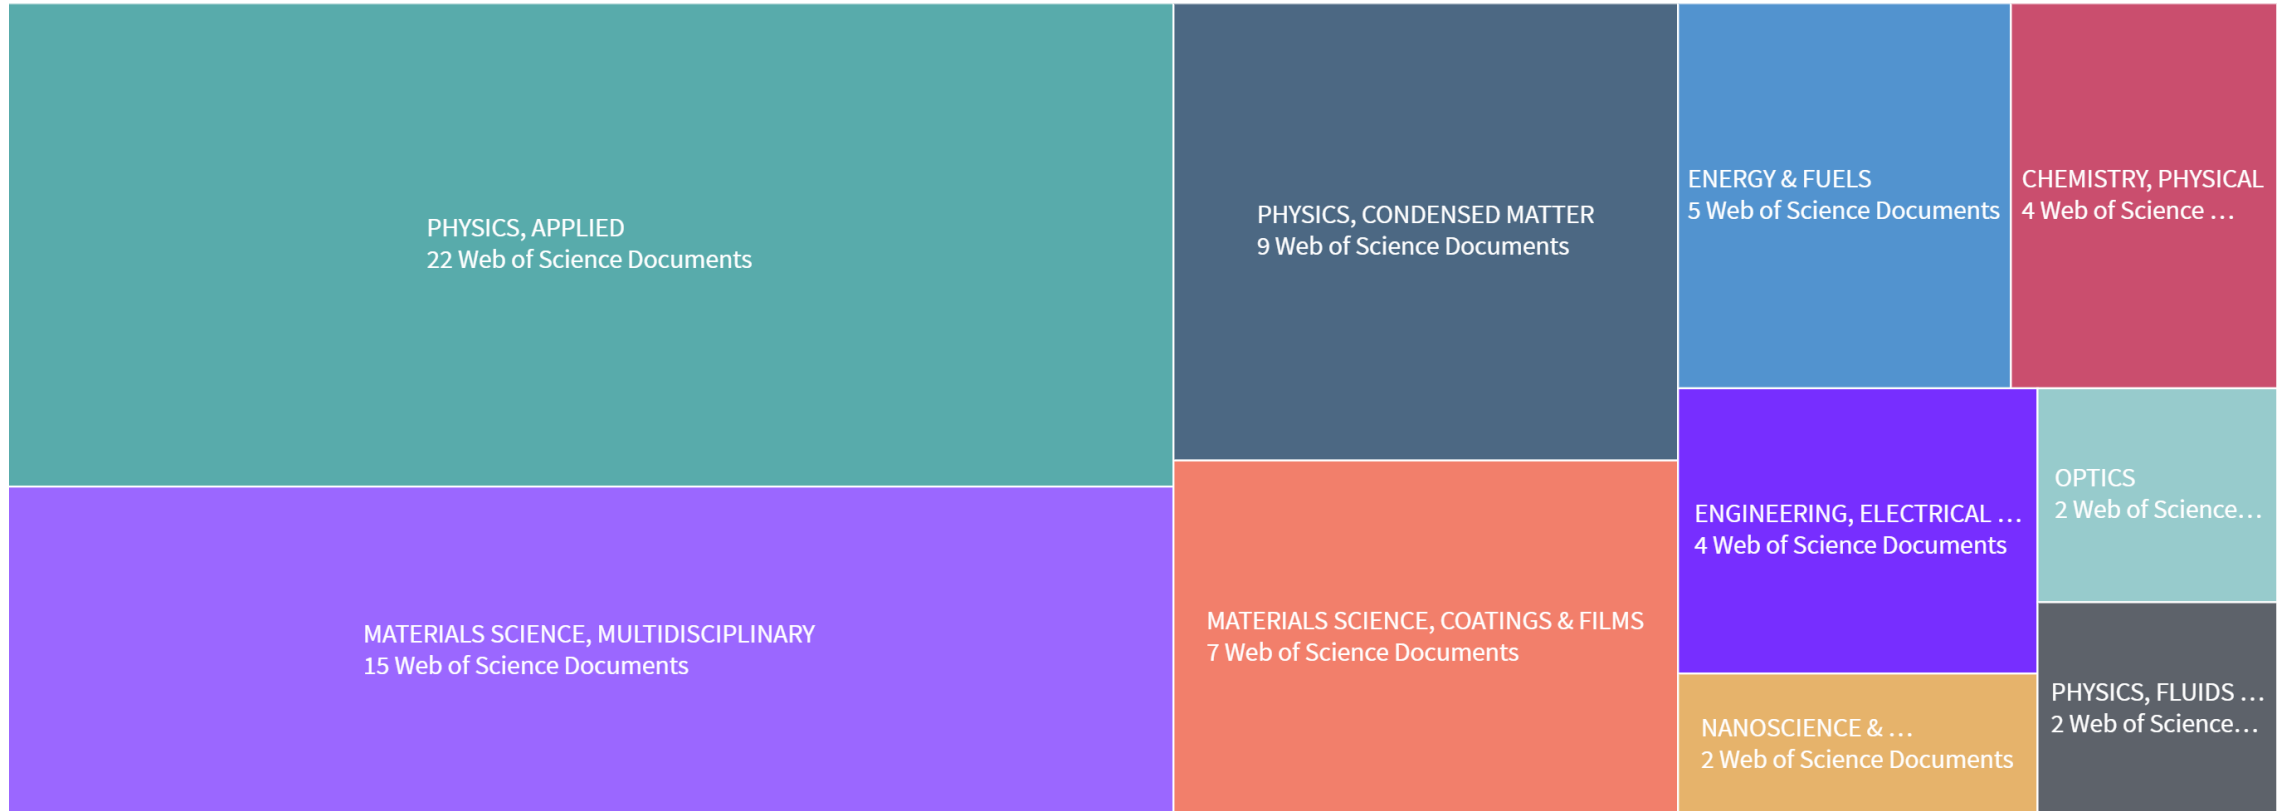 PHYSICS, APPLIED
22 Web of Science Documents
MATERIALS SCIENCE, MULTIDISCIPLINARY
15 Web of Science Documents
PHYSICS, CONDENSED MATTER
9 Web of Science Documents
MATERIALS SCIENCE, COATINGS & FILMS
7 Web of Science Documents
ENERGY & FUELS
5 Web of Science Documents
CHEMISTRY, PHYSICAL
4 Web of Science …
ENGINEERING, ELECTRICAL …
4 Web of Science Documents
OPTICS
2 Web of Science…
NANOSCIENCE & …
2 Web of Science Documents
PHYSICS, FLUIDS …
2 Web of Science…